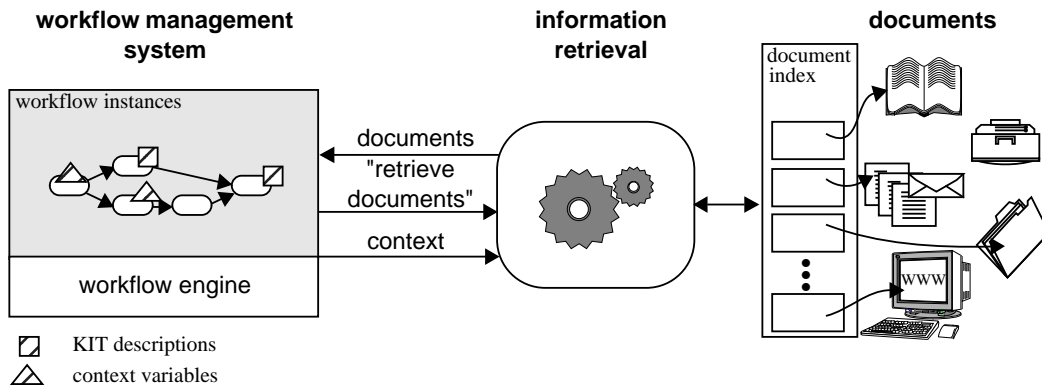 workflow management
system
information
retrieval
documents
workflow instances
workflow engine
documents
"retrieve
documents"
context
document
index
WWW
KIT descriptions
context variables